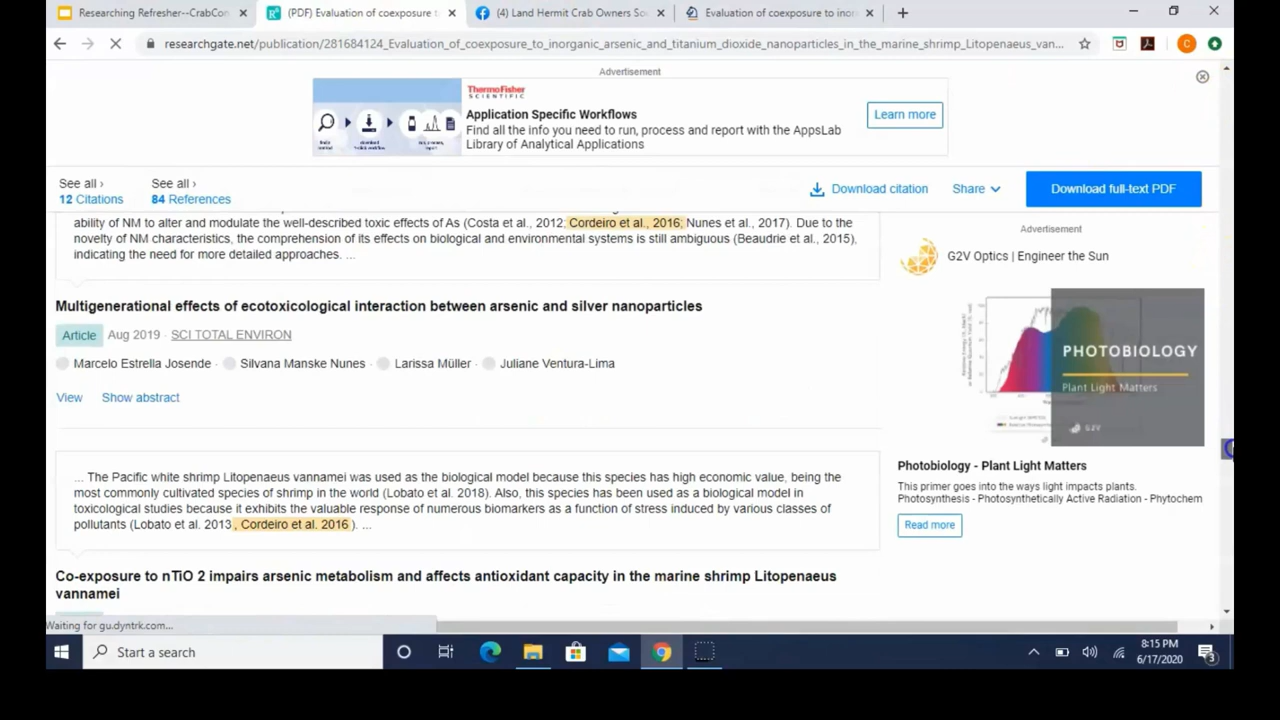 Researching Refresher--CrabCon
(PDF) Evaluation of coexposure t
(4) Land Hermit Crab Owners So
Evaluation of coexposure to inor
researchgate.net/publication/281684124_Evaluation_of_coexposure_to_inorganic_arsenic_and_titanium_dioxide_nanoparticles_in_the_marine_shrimp_Litopenaeus_van...
Advertisement
ThermoFisher
SCIENTIFIC
Application Specific Workflows
Find all the info you need to run, process and report with the AppsLab
Library of Analytical Applications
Learn more
See all ›
12 Citations
See all ›
84 References
Download citation
Share
Download full-text PDF
ability of NM to alter and modulate the well-described toxic effects of As (Costa et al., 2012; Cordeiro et al., 2016; Nunes et al., 2017). Due to the
novelty of NM characteristics, the comprehension of its effects on biological and environmental systems is still ambiguous (Beaudrie et al., 2015),
indicating the need for more detailed approaches. ...
Multigenerational effects of ecotoxicological interaction between arsenic and silver nanoparticles
Article Aug 2019 · SCI TOTAL ENVIRON
Marcelo Estrella Josende · Silvana Manske Nunes · Larissa Müller · Juliane Ventura-Lima
View Show abstract
... The Pacific white shrimp Litopenaeus vannamei was used as the biological model because this species has high economic value, being the
most commonly cultivated species of shrimp in the world (Lobato et al. 2018). Also, this species has been used as a biological model in
toxicological studies because it exhibits the valuable response of numerous biomarkers as a function of stress induced by various classes of
pollutants (Lobato et al. 2013 , Cordeiro et al. 2016 ). ...
Co-exposure to nTiO 2 impairs arsenic metabolism and affects antioxidant capacity in the marine shrimp Litopenaeus
vannamei
Advertisement
G2V Optics | Engineer the Sun
PHOTOBIOLOGY
Plant Light Matters
G2V
Photobiology - Plant Light Matters
This primer goes into the ways light impacts plants.
Photosynthesis - Photosynthetically Active Radiation - Phytochem
Read more
Waiting for gu.dyntrk.com...
Start a search
8:15 PM
6/17/2020
3